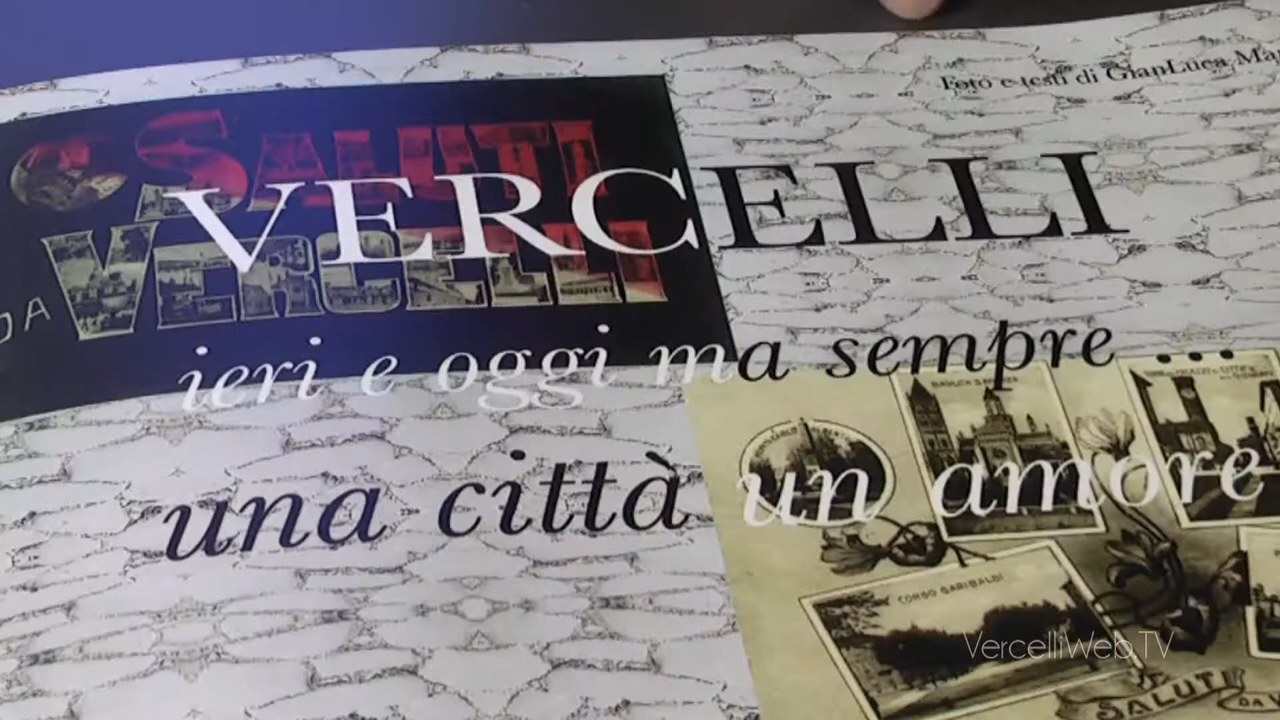 Foto e testi di GianLuca
SALUTI
VERCELLI
DA VERCELLI
ieri e oggi ma sempre ...
una città un amore
CORSO GARIBALDI
VercelliWeb.TV
SALUTI DA